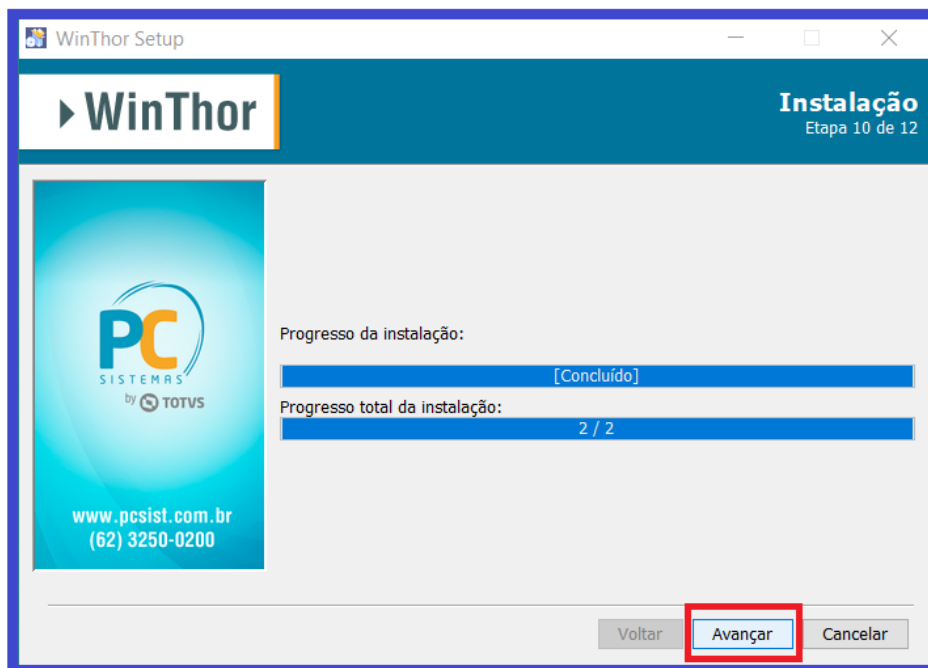 WinThor Setup
WinThor
Instalação
Etapa 10 de 12
PC
SISTEMAS
by TOTVS
www.pcsist.com.br
(62) 3250-0200
Progresso da instalação:
[Concluído]
Progresso total da instalação:
2 / 2
Voltar
Avançar
Cancelar